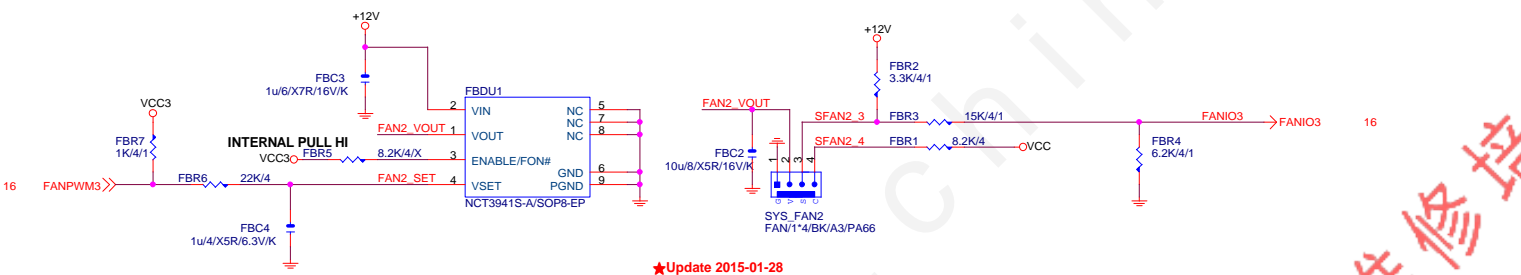 +12V
FBC3
1u/6/X7R/16V/K
FBDU1
2 VIN
NC 5
NC 7
NC 8
FAN2_VOUT 1 VOUT
VCC3
FBR7
1K/4/1
INTERNAL PULL HI
VCC3 FBR5 8.2K/4/X 3 ENABLE/FON#
GND 6
16 FANPWM3 FBR6 22K/4 FAN2_SET 4 VSET
PGND 9
NCT3941S-A/SOP8-EP
FBC4
1u/4/X5R/6.3V/K
+12V
FBR2
3.3K/4/1
FAN2_VOUT
SFAN2_3 FBR3 15K/4/1 FANIO3 FANIO3 16
SFAN2_4 FBR1 8.2K/4 VCC
FBC2
10u/8/X5R/16V/K
FBR4
6.2K/4/1
1 2 3 4
G V S C
SYS_FAN2
FAN/1*4/BK/A3/PA66
★Update 2015-01-28
c h i n
修 培